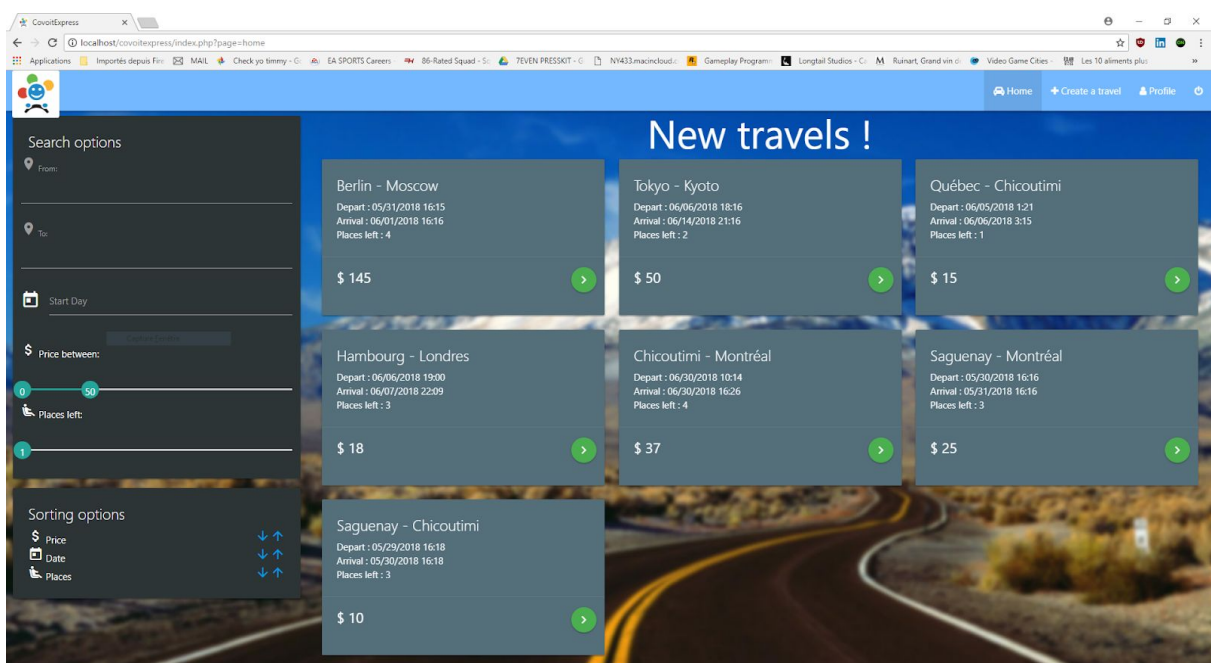 CovoitExpress
localhost/covoitexpress/index.php?page=home
Applications Importés depuis Fire MAIL Check yo timmy - G EA SPORTS Careers 86-Rated Squad - So 7EVEN PRESSKIT - G NY433.macincloud.c Gameplay Program Longtail Studios - Ca Ruinart, Grand vin d Video Game Cities - Les 10 aliments plus
Home Create a travel Profile
Search options
From:
To:
Start Day
Price between:
0 50
Places left:
1
Sorting options
Price
Date
Places
New travels !
Berlin - Moscow
Depart : 05/31/2018 16:15
Arrival : 06/01/2018 16:16
Places left : 4
$ 145
Tokyo - Kyoto
Depart : 06/06/2018 18:16
Arrival : 06/14/2018 21:16
Places left : 2
$ 50
Québec - Chicoutimi
Depart : 06/05/2018 1:21
Arrival : 06/06/2018 3:15
Places left : 1
$ 15
Hambourg - Londres
Depart : 06/06/2018 19:00
Arrival : 06/07/2018 22:09
Places left : 3
$ 18
Chicoutimi - Montréal
Depart : 06/30/2018 10:14
Arrival : 06/30/2018 16:26
Places left : 4
$ 37
Saguenay - Montréal
Depart : 05/30/2018 16:16
Arrival : 05/31/2018 16:16
Places left : 3
$ 25
Saguenay - Chicoutimi
Depart : 05/29/2018 16:18
Arrival : 05/30/2018 16:18
Places left : 3
$ 10